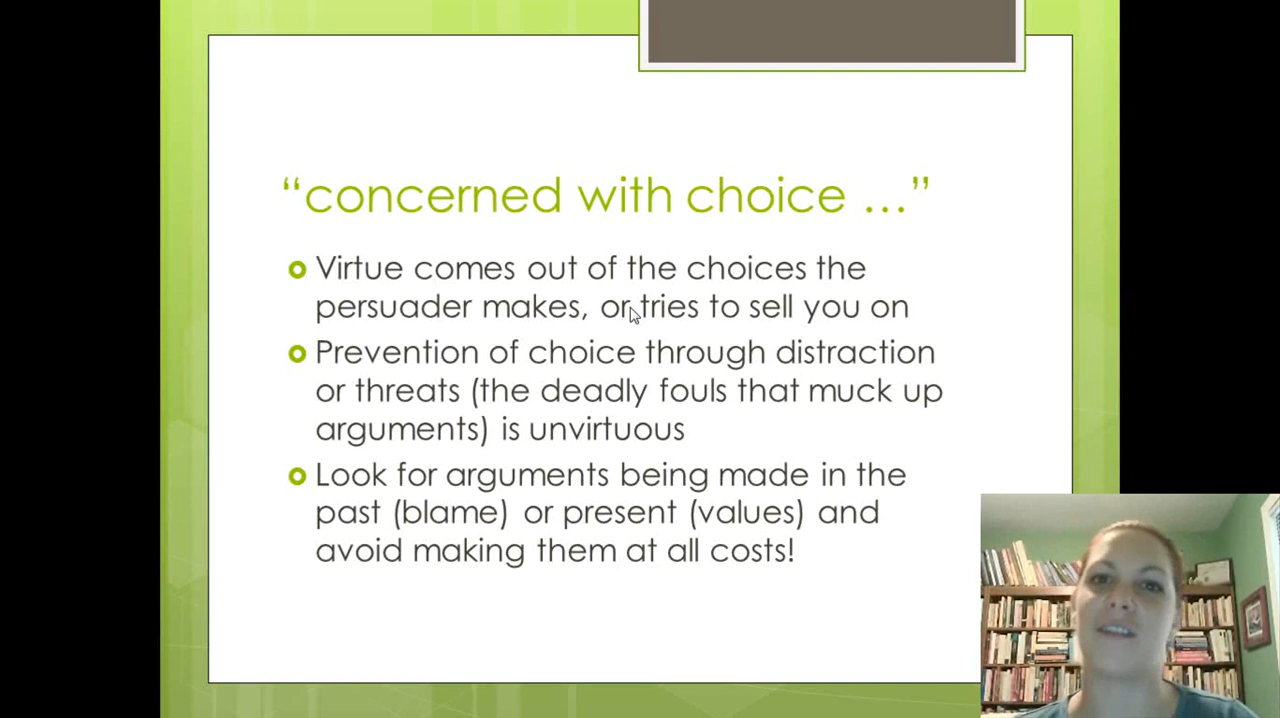 “concerned with choice …”
Virtue comes out of the choices the
persuader makes, or tries to sell you on
Prevention of choice through distraction
or threats (the deadly fouls that muck up
arguments) is unvirtuous
Look for arguments being made in the
past (blame) or present (values) and
avoid making them at all costs!